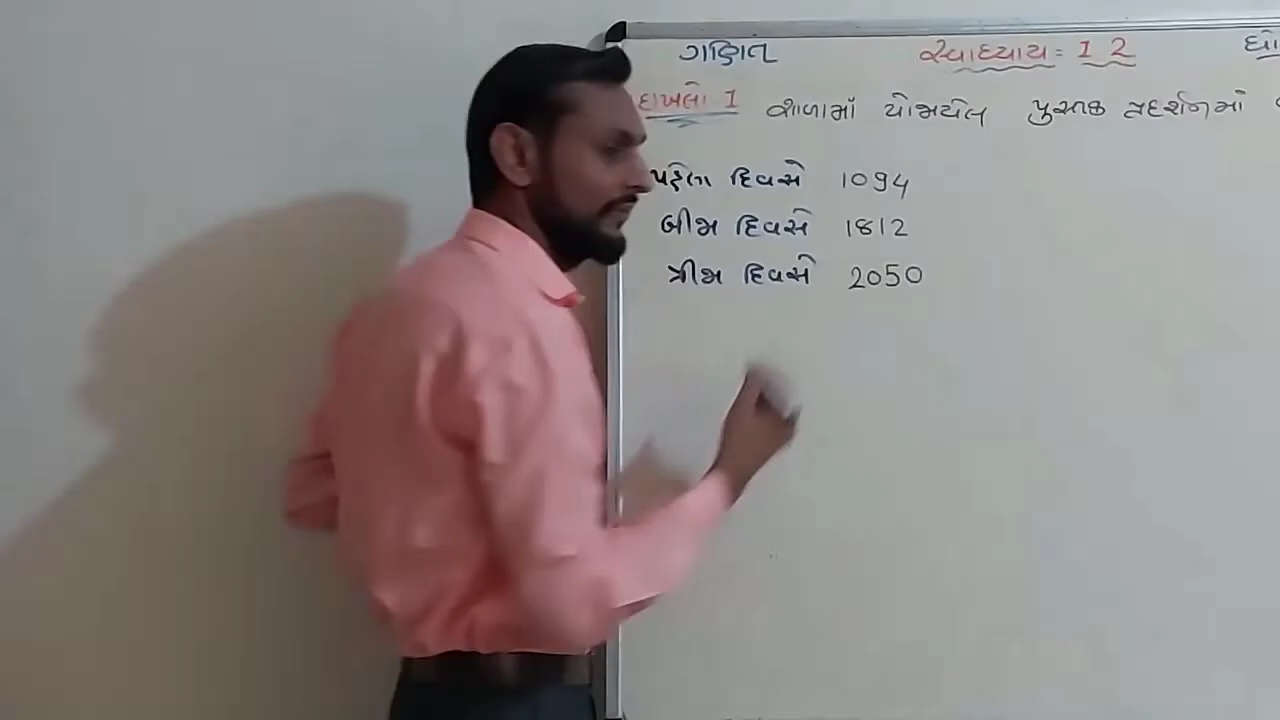 ગણિત સ્વાધ્યાય = 1 2 ધો
દાખલો 1 શાળામાં યોજાયેલ પુસ્તક પ્રદર્શનમાં
પહેલા દિવસે 1094
બીજા દિવસે 1812
ત્રીજા દિવસે 2050